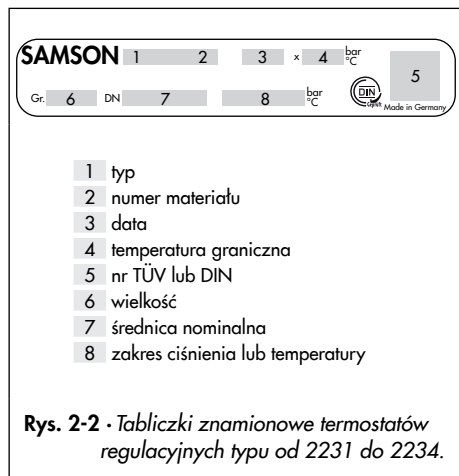 SAMSON 1 2 3 x 4 bar °C 5
Gr. 6 DN 7 8 bar °C DIN Geprüft Made in Germany
1 typ
2 numer materiału
3 data
4 temperatura graniczna
5 nr TÜV lub DIN
6 wielkość
7 średnica nominalna
8 zakres ciśnienia lub temperatury
Rys. 2-2 · Tabliczki znamionowe termostatów
regulacyjnych typu od 2231 do 2234.